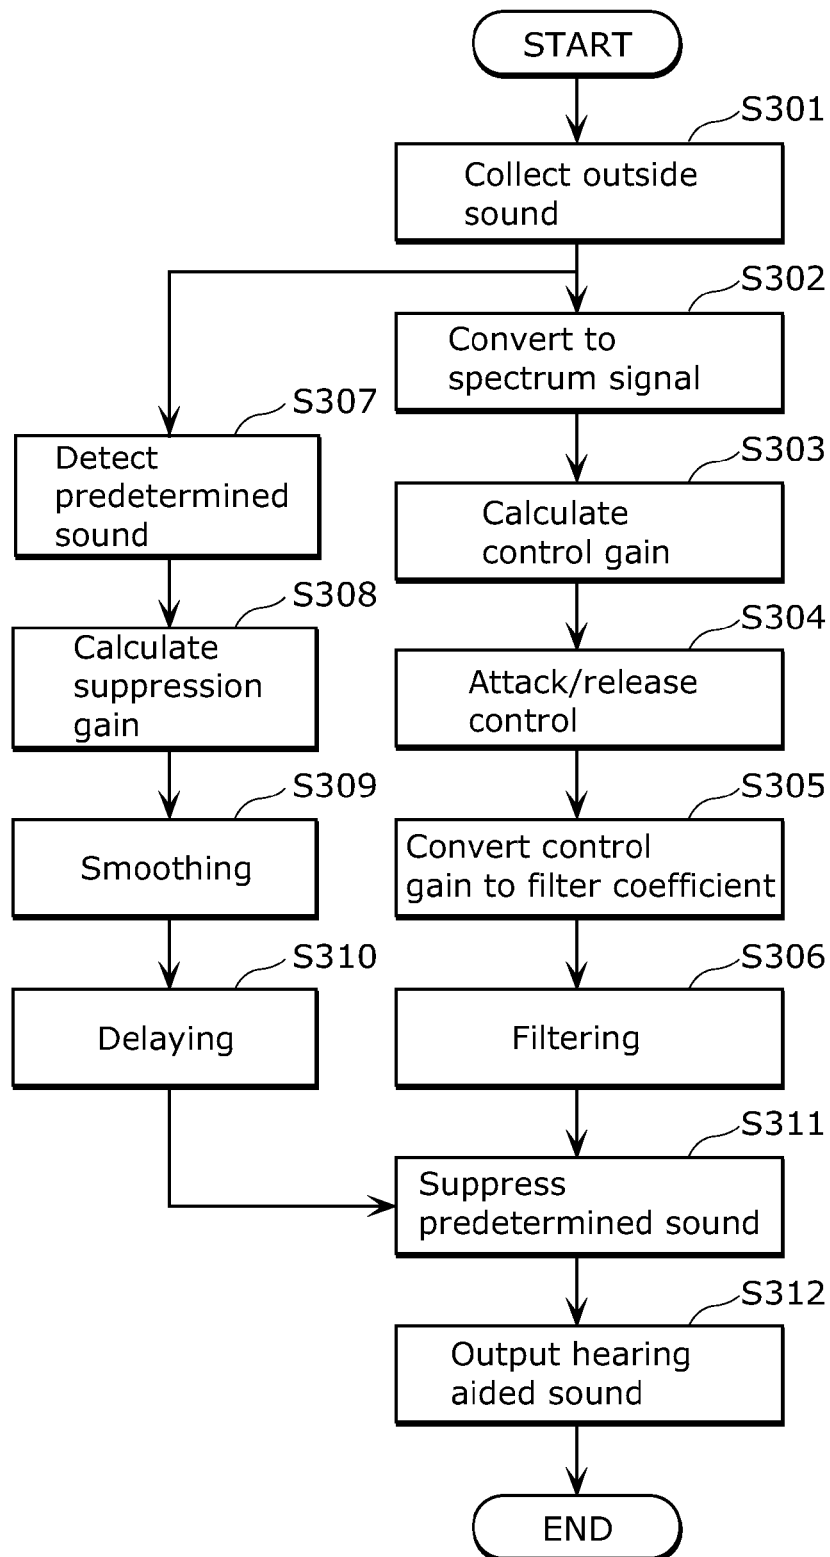 START
S301
Collect outside
sound
S302
Convert to
spectrum signal
S307
Detect
predetermined
sound
S303
Calculate
control gain
S308
Calculate
suppression
gain
S304
Attack/release
control
S309
Smoothing
S305
Convert control
gain to filter coefficient
S310
Delaying
S306
Filtering
S311
Suppress
predetermined sound
S312
Output hearing
aided sound
END